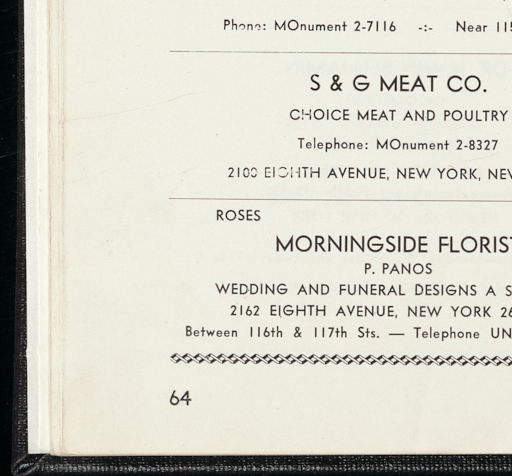 Phone: MOnument 2-7116 -:- Near 115
S & G MEAT CO.
CHOICE MEAT AND POULTRY
Telephone: MOnument 2-8327
2100 EIGHTH AVENUE, NEW YORK, NEW
ROSES
MORNINGSIDE FLORIST
P. PANOS
WEDDING AND FUNERAL DESIGNS A S
2162 EIGHTH AVENUE, NEW YORK 26
Between 116th & 117th Sts. — Telephone UN
64